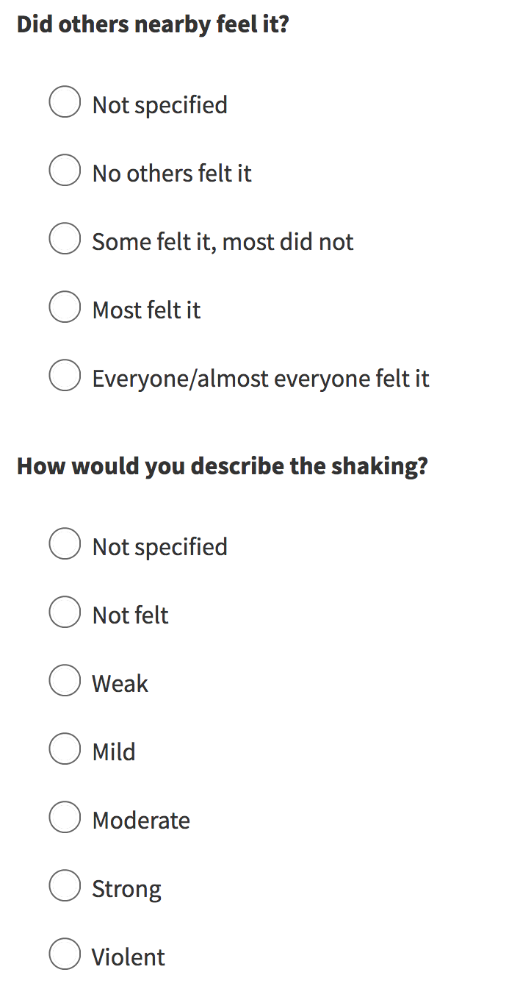 Did others nearby feel it?
Not specified
No others felt it
Some felt it, most did not
Most felt it
Everyone/almost everyone felt it
How would you describe the shaking?
Not specified
Not felt
Weak
Mild
Moderate
Strong
Violent